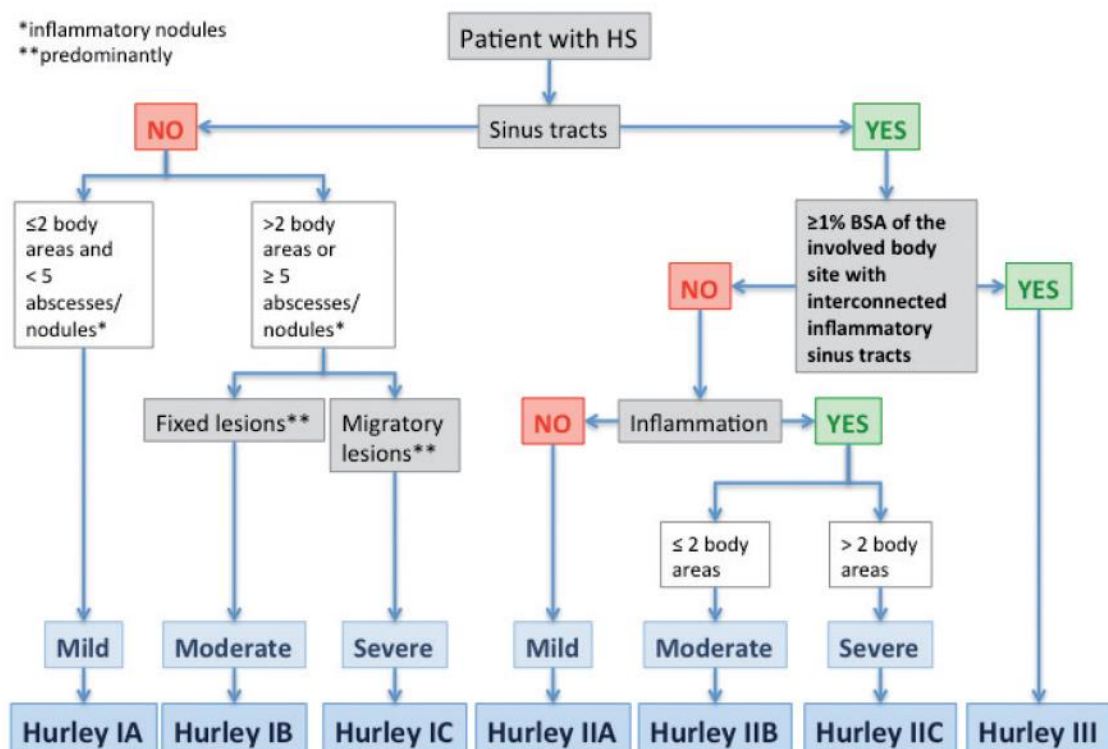 *inflammatory nodules
**predominantly
Patient with HS
NO
Sinus tracts
YES
≤2 body
areas and
< 5
abscesses/
nodules*
>2 body
areas or
≥ 5
abscesses/
nodules*
≥1% BSA of the
involved body
site with
interconnected
inflammatory
sinus tracts
NO
YES
Fixed lesions**
Migratory
lesions**
NO
Inflammation
YES
≤ 2 body
areas
> 2 body
areas
Mild
Moderate
Severe
Mild
Moderate
Severe
Hurley IA
Hurley IB
Hurley IC
Hurley IIA
Hurley IIB
Hurley IIC
Hurley III